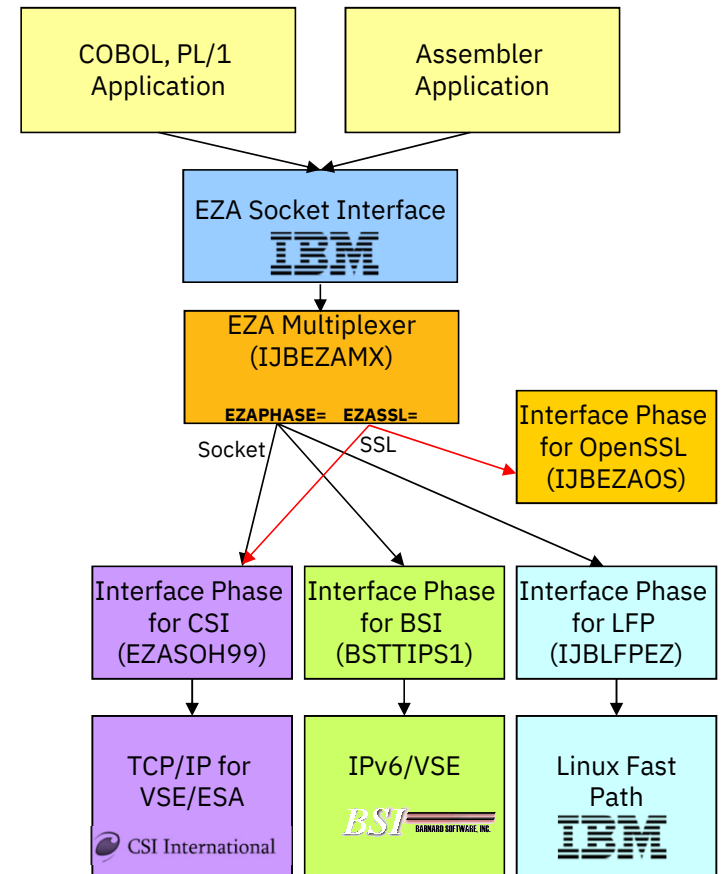 COBOL, PL/1
Application
Assembler
Application
EZA Socket Interface
IBM
EZA Multiplexer
(IJBEZAMX)
EZAPHASE= EZASSL=
Socket
SSL
Interface Phase
for OpenSSL
(IJBEZAOS)
Interface Phase
for CSI
(EZASOH99)
Interface Phase
for BSI
(BSTTIPS1)
Interface Phase
for LFP
(IJBLFPEZ)
TCP/IP for
VSE/ESA
CSI International
IPv6/VSE
BSI
BARNARD SOFTWARE, INC.
Linux Fast
Path
IBM